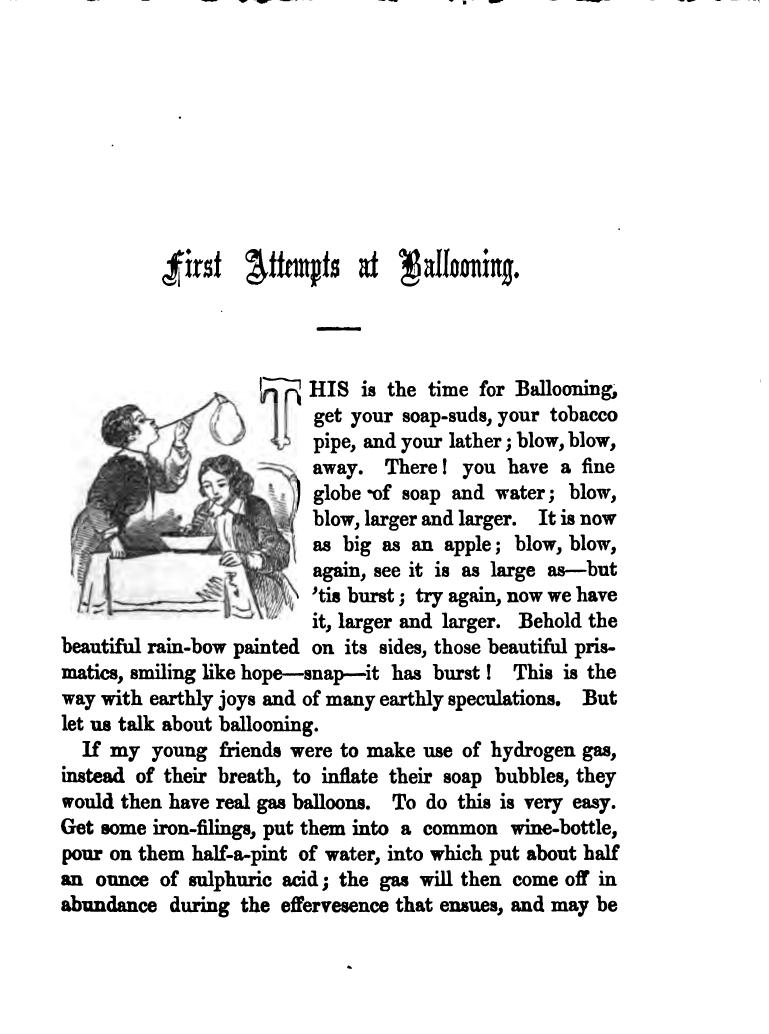 First Attempts at Ballooning.
THIS is the time for Ballooning,
get your soap-suds, your tobacco
pipe, and your lather; blow, blow,
away. There! you have a fine
globe of soap and water; blow,
blow, larger and larger. It is now
as big as an apple; blow, blow,
again, see it is as large as—but
'tis burst; try again, now we have
it, larger and larger. Behold the
beautiful rain-bow painted on its sides, those beautiful pris-
matics, smiling like hope—snap—it has burst! This is the
way with earthly joys and of many earthly speculations. But
let us talk about ballooning.
If my young friends were to make use of hydrogen gas,
instead of their breath, to inflate their soap bubbles, they
would then have real gas balloons. To do this is very easy.
Get some iron-filings, put them into a common wine-bottle,
pour on them half-a-pint of water, into which put about half
an ounce of sulphuric acid; the gas will then come off in
abundance during the effervesence that ensues, and may be